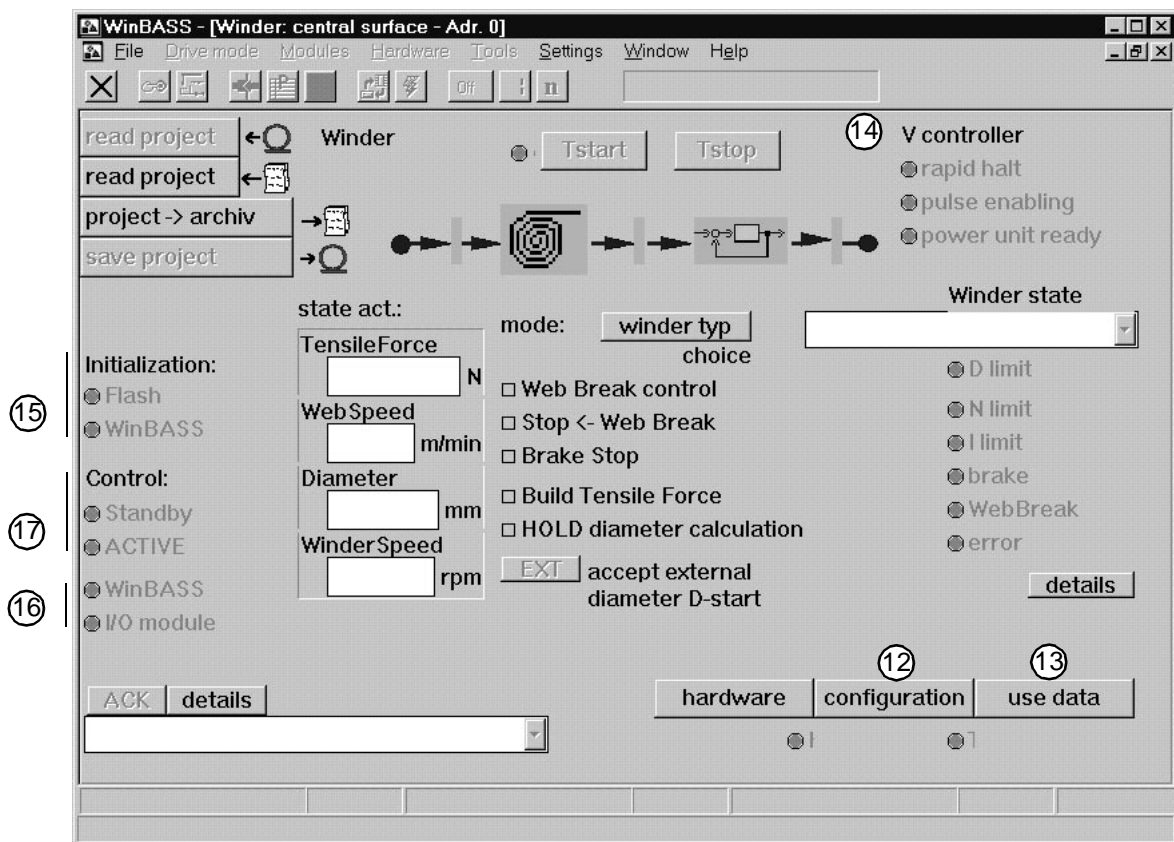 WinBASS - [Winder: central surface - Adr. 0]
File Drive mode Modules Hardware Tools Settings Window Help
Off n
read project
Winder
Tstart Tstop
14
V controller
read project
rapid halt
project -> archiv
pulse enabling
save project
power unit ready
state act.:
Winder state
mode: winder typ
choice
TensileForce
N
Initialization:
15
Flash
WinBASS
WebSpeed
m/min
Web Break control
Stop <- Web Break
Brake Stop
D limit
N limit
I limit
Control:
17
Standby
ACTIVE
Diameter
mm
Build Tensile Force
HOLD diameter calculation
brake
WebBreak
error
WinderSpeed
rpm
EXT accept external
diameter D-start
details
16
WinBASS
I/O module
12
13
ACK details
hardware configuration use data